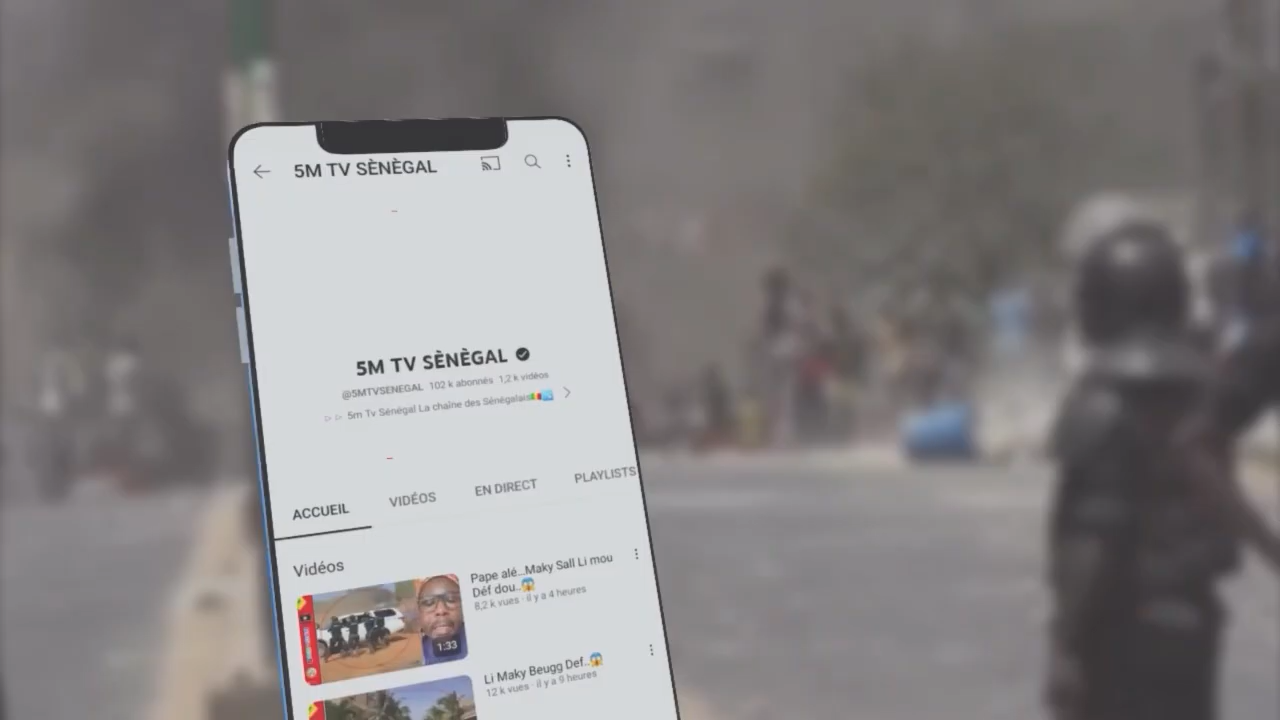 5M TV SÈNÈGAL
5M TV SÈNÈGAL
@5MTVSENEGAL 102 k abonnés 1,2 k vidéos
5m Tv Sénégal La chaîne des Sénégalais
ACCUEIL VIDÉOS EN DIRECT PLAYLISTS
Vidéos
Pape alé...Maky Sall Li mou
Déf dou..😱
8,2 k vues · il y a 4 heures
1:33
Li Maky Beugg Def..😱
12 k vues · il y a 9 heures